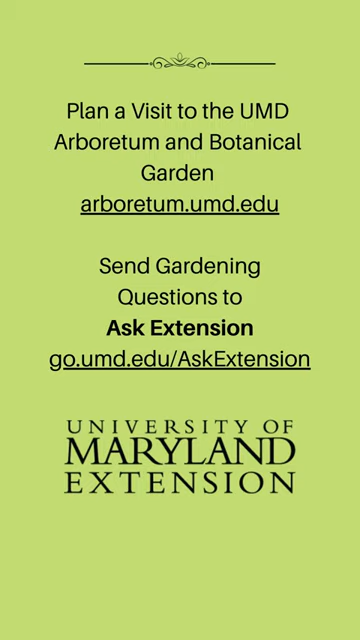 Plan a Visit to the UMD
Arboretum and Botanical
Garden
arboretum.umd.edu
Send Gardening
Questions to
Ask Extension
go.umd.edu/AskExtension
UNIVERSITY OF
MARYLAND
EXTENSION